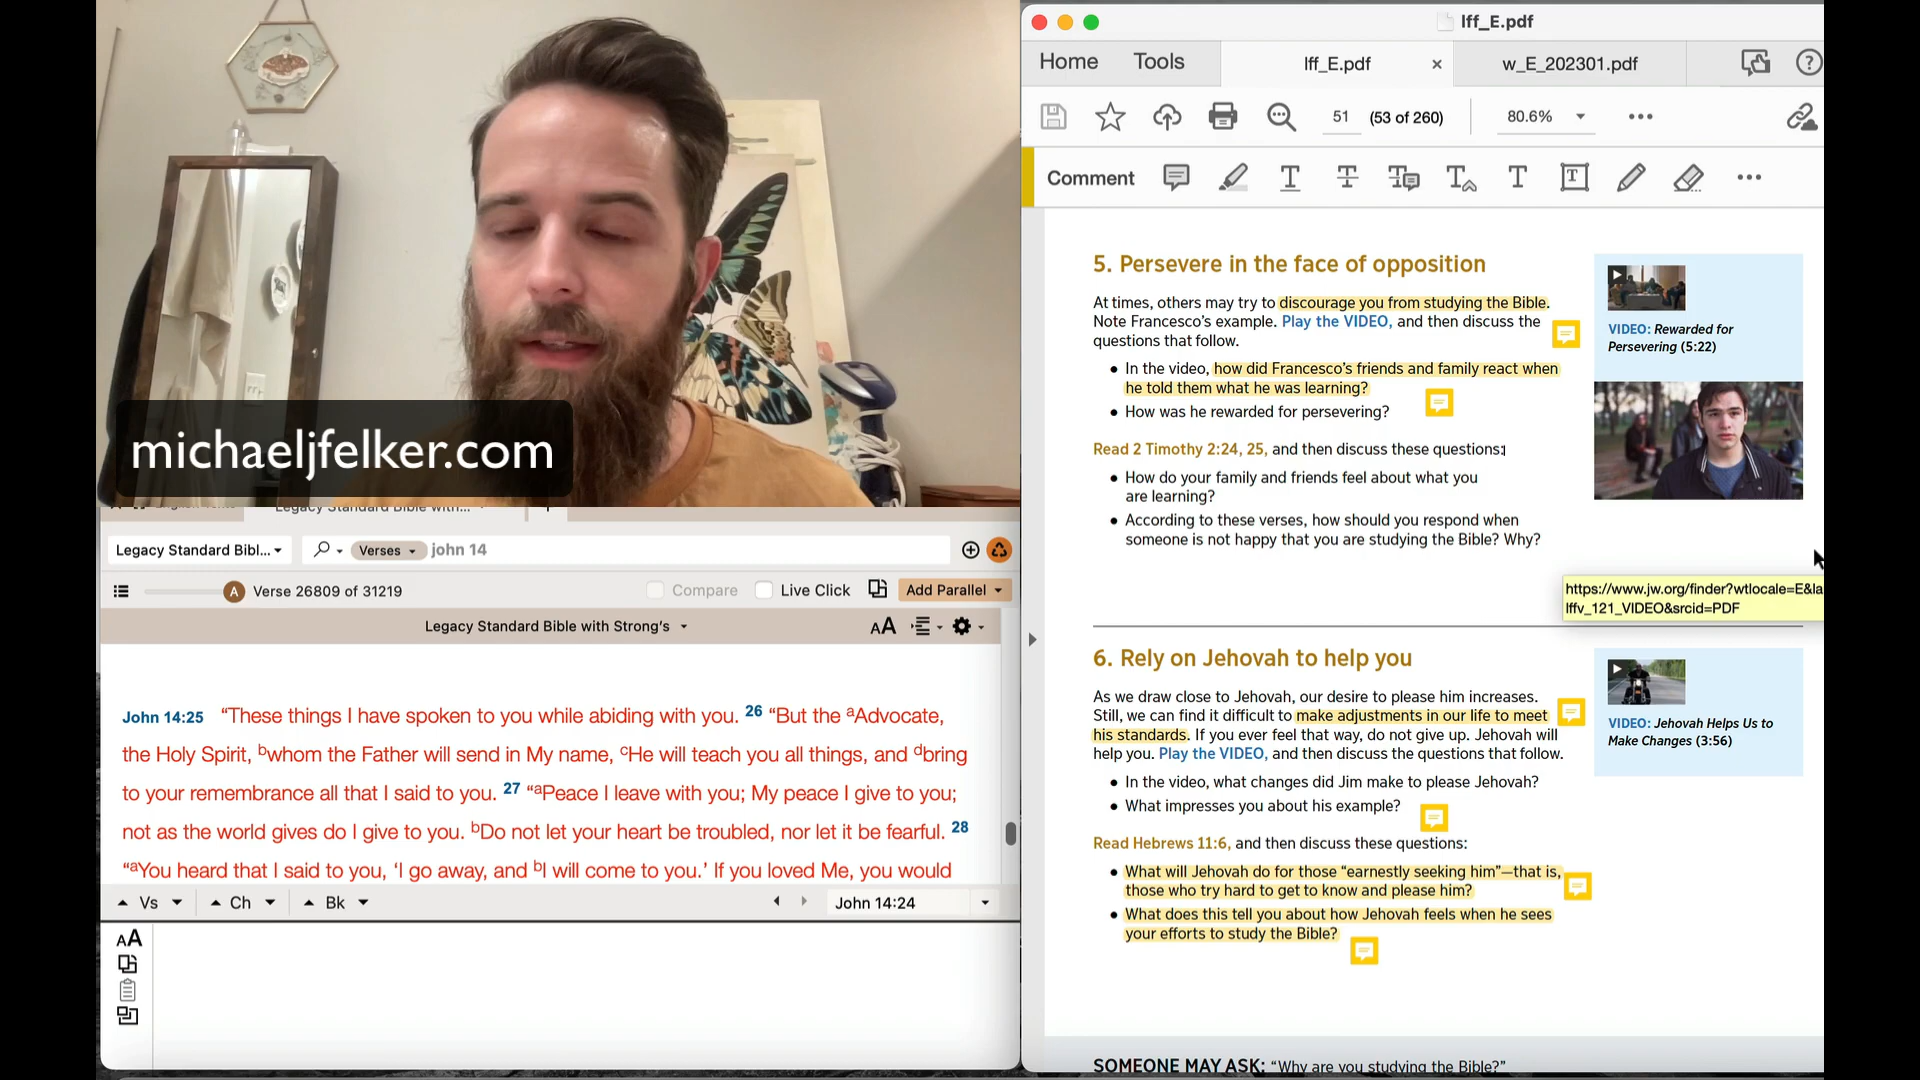 michaeljfelker.com
Legacy Standard Bible with...
Legacy Standard Bibl...
Verses
john 14
A
Verse 26809 of 31219
Compare
Live Click
Add Parallel
Legacy Standard Bible with Strong's
AA
John 14:25 “These things I have spoken to you while abiding with you. 26 “But the aAdvocate,
the Holy Spirit, bwhom the Father will send in My name, cHe will teach you all things, and dbring
to your remembrance all that I said to you. 27 “aPeace I leave with you; My peace I give to you;
not as the world gives do I give to you. bDo not let your heart be troubled, nor let it be fearful. 28
“aYou heard that I said to you, ‘I go away, and bI will come to you.’ If you loved Me, you would
Vs
Ch
Bk
John 14:24
AA
lff_E.pdf
Home
Tools
lff_E.pdf
w_E_202301.pdf
51
(53 of 260)
80.6%
Comment
5. Persevere in the face of opposition
At times, others may try to discourage you from studying the Bible.
Note Francesco’s example. Play the VIDEO, and then discuss the
questions that follow.
• In the video, how did Francesco’s friends and family react when
he told them what he was learning?
• How was he rewarded for persevering?
Read 2 Timothy 2:24, 25, and then discuss these questions:
• How do your family and friends feel about what you
are learning?
• According to these verses, how should you respond when
someone is not happy that you are studying the Bible? Why?
VIDEO: Rewarded for
Persevering (5:22)
https://www.jw.org/finder?wtlocale=E&la
lffv_121_VIDEO&srcid=PDF
6. Rely on Jehovah to help you
As we draw close to Jehovah, our desire to please him increases.
Still, we can find it difficult to make adjustments in our life to meet
his standards. If you ever feel that way, do not give up. Jehovah will
help you. Play the VIDEO, and then discuss the questions that follow.
• In the video, what changes did Jim make to please Jehovah?
• What impresses you about his example?
Read Hebrews 11:6, and then discuss these questions:
• What will Jehovah do for those “earnestly seeking him”—that is,
those who try hard to get to know and please him?
• What does this tell you about how Jehovah feels when he sees
your efforts to study the Bible?
VIDEO: Jehovah Helps Us to
Make Changes (3:56)
SOMEONE MAY ASK: “Why are you studying the Bible?”